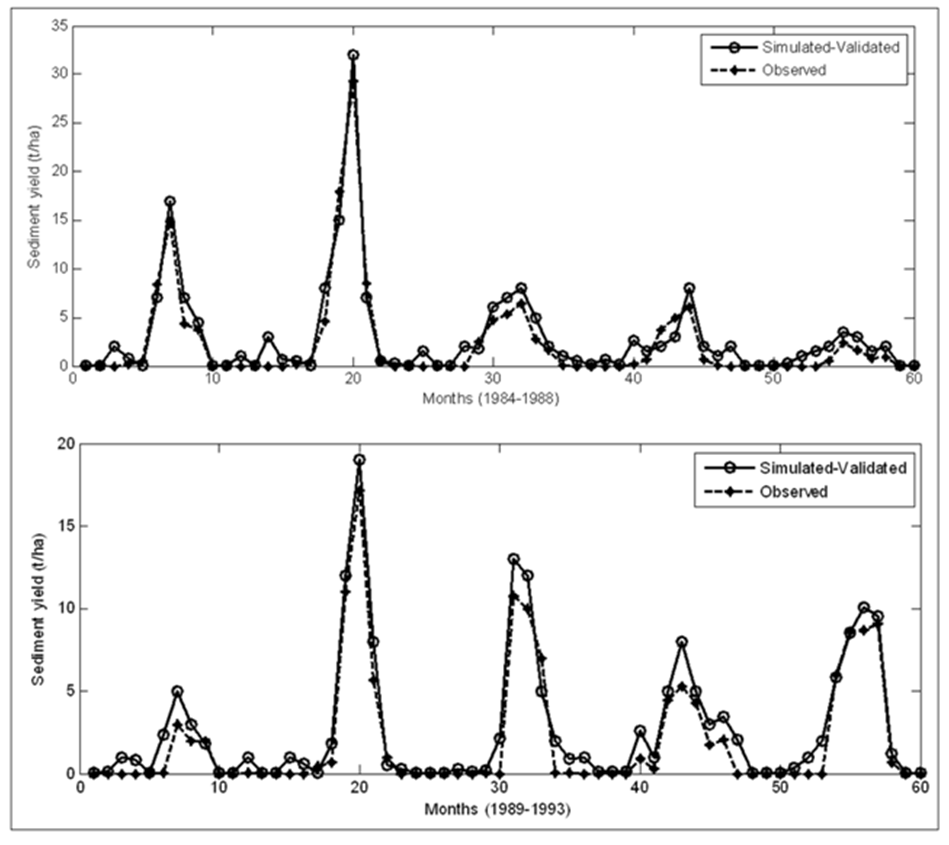 35
30
25
20
15
10
5
0
Sediment yield (t/ha)
Simulated-Validated
Observed
0 10 20 30 40 50 60
Months (1984-1988)
20
15
10
5
0
Sediment yield (t/ha)
Simulated-Validated
Observed
0 10 20 30 40 50 60
Months (1989-1993)